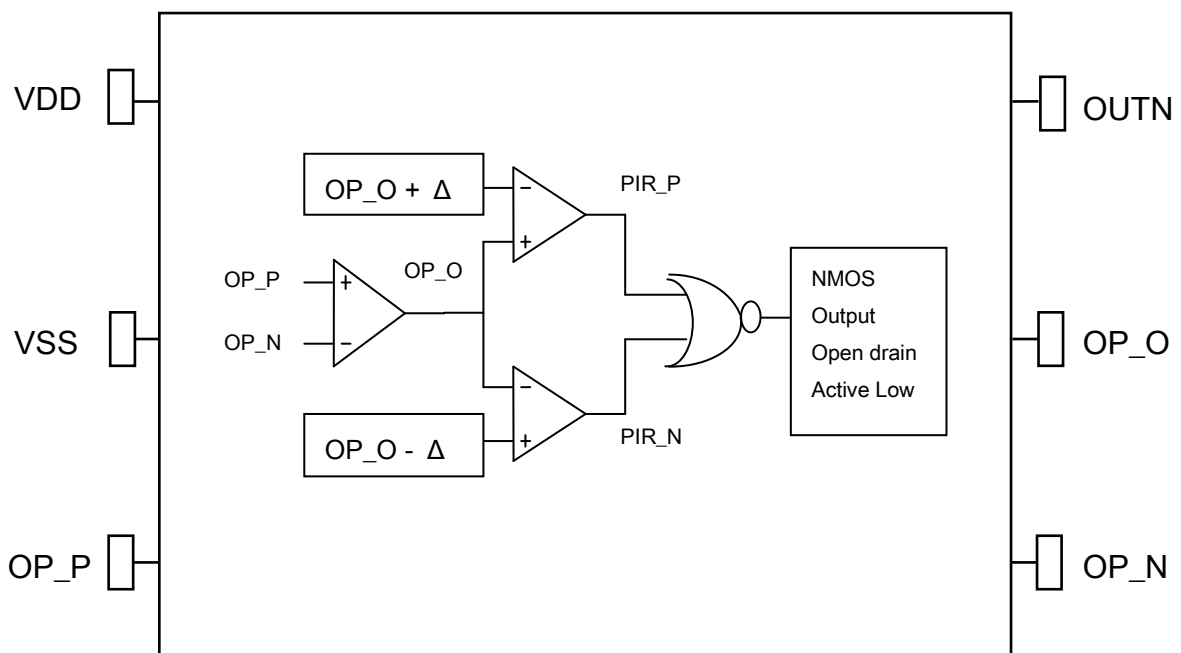 VDD
OUTN
OP_O + Δ
−
PIR_P
+
OP_O
OP_P
+
OP_N
−
NMOS
Output
Open drain
Active Low
VSS
OP_O
−
OP_O - Δ
+
PIR_N
OP_P
OP_N